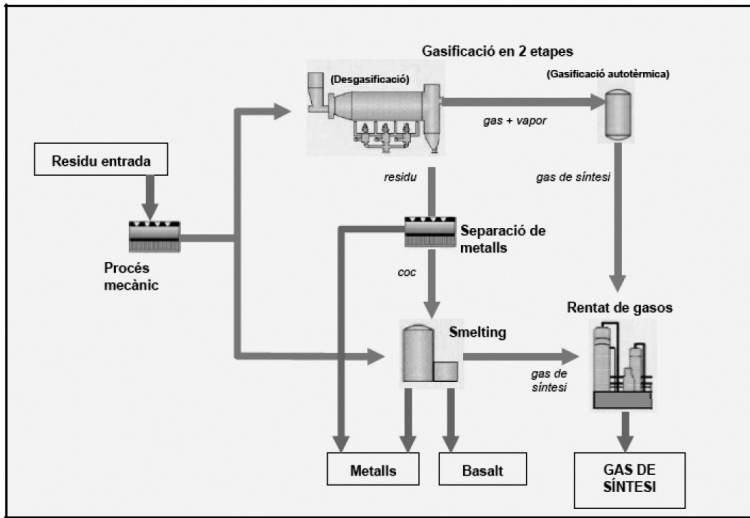 Gasificació en 2 etapes
(Desgasificació)
(Gasificació autotèrmica)
gas + vapor
Residu entrada
residu
gas de síntesi
Procés
mecànic
Separació de
metalls
coc
Rentat de gasos
Smelting
gas de
síntesi
Metalls
Basalt
GAS DE
SÍNTESI